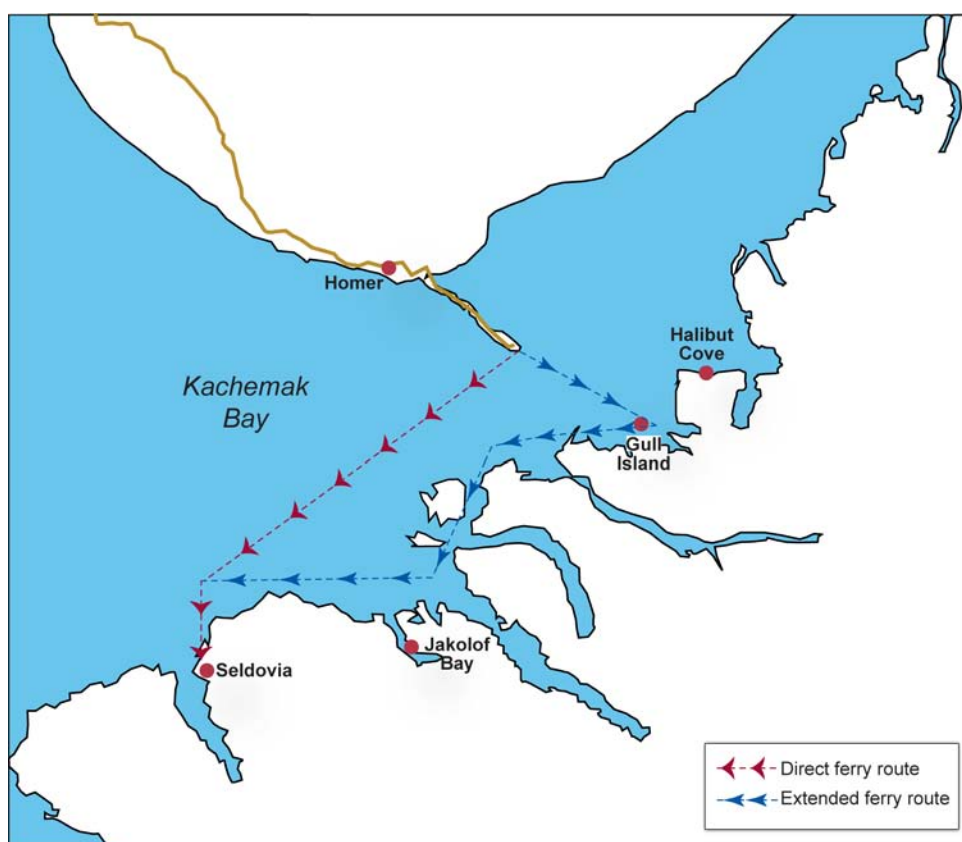 Homer
Halibut
Cove
Kachemak
Bay
Gull
Island
Jakolof
Bay
Seldovia
Direct ferry route
Extended ferry route